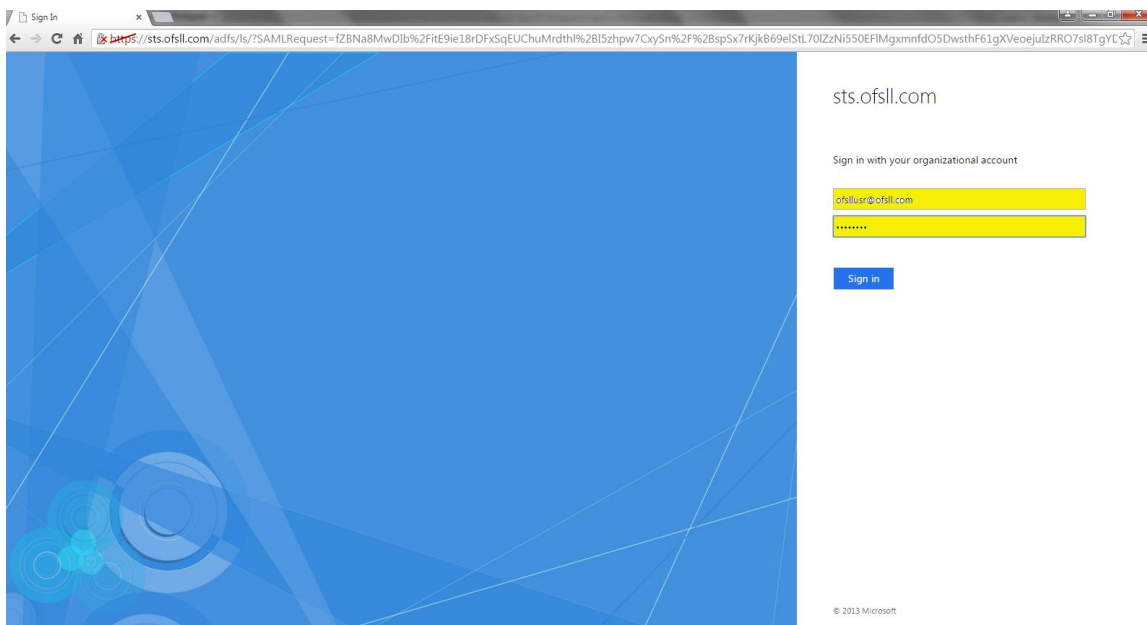 Sign In
https://sts.ofsll.com/adfs/ls/?SAMLRequest=fZBNa8MwDIb%2FitE9ie18rDFxSqEUChuMrdthl%2BI5zhpw7CxySn%2F%2BspSx7rKjkB69elStL70lZzNi550EFlMgxmnfdO5DwsthF61gXVeoejuIzRRO7sl8TgYD
sts.ofsll.com
Sign in with your organizational account
ofsllusr@ofsll.com
••••••••
Sign in
© 2013 Microsoft